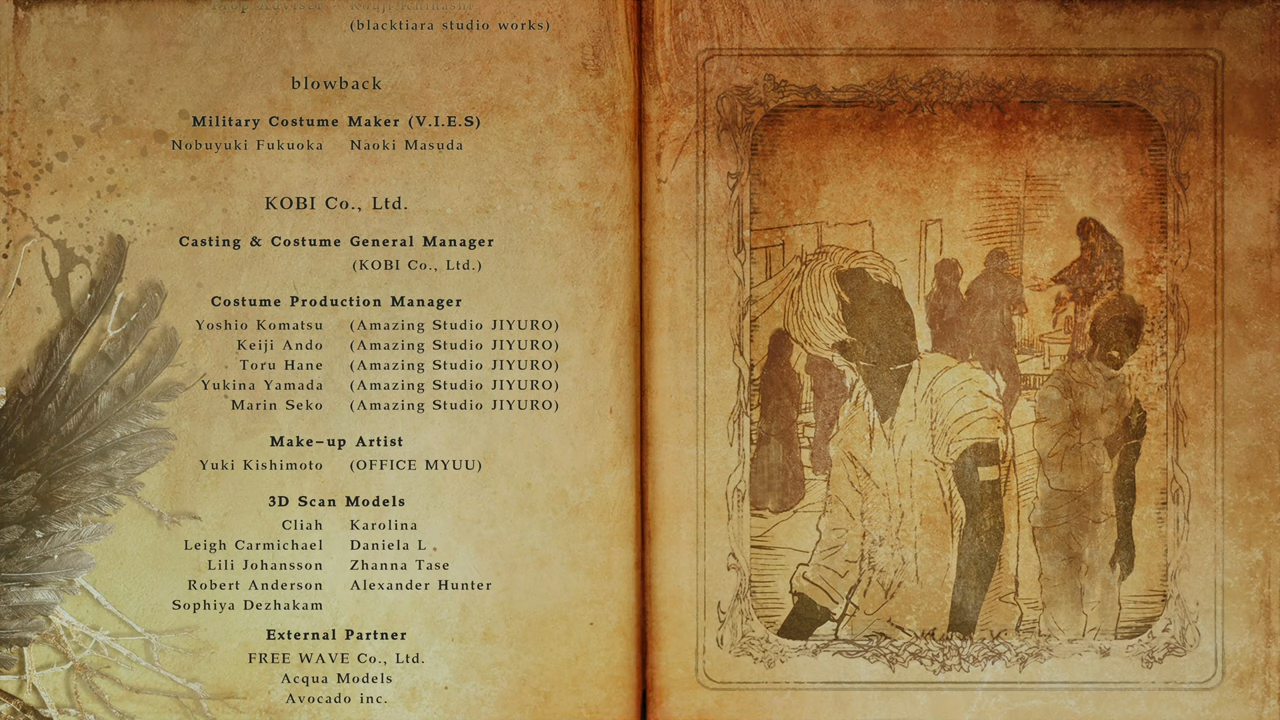 (blacktiara studio works)
blowback
Military Costume Maker (V.I.E.S)
Nobuyuki Fukuoka Naoki Masuda
KOBI Co., Ltd.
Casting & Costume General Manager
(KOBI Co., Ltd.)
Costume Production Manager
Yoshio Komatsu (Amazing Studio JIYURO)
Keiji Ando (Amazing Studio JIYURO)
Toru Hane (Amazing Studio JIYURO)
Yukina Yamada (Amazing Studio JIYURO)
Marin Seko (Amazing Studio JIYURO)
Make-up Artist
Yuki Kishimoto (OFFICE MYUU)
3D Scan Models
Cliah Karolina
Leigh Carmichael Daniela L
Lili Johansson Zhanna Tase
Robert Anderson Alexander Hunter
Sophiya Dezhakam
External Partner
FREE WAVE Co., Ltd.
Acqua Models
Avocado inc.